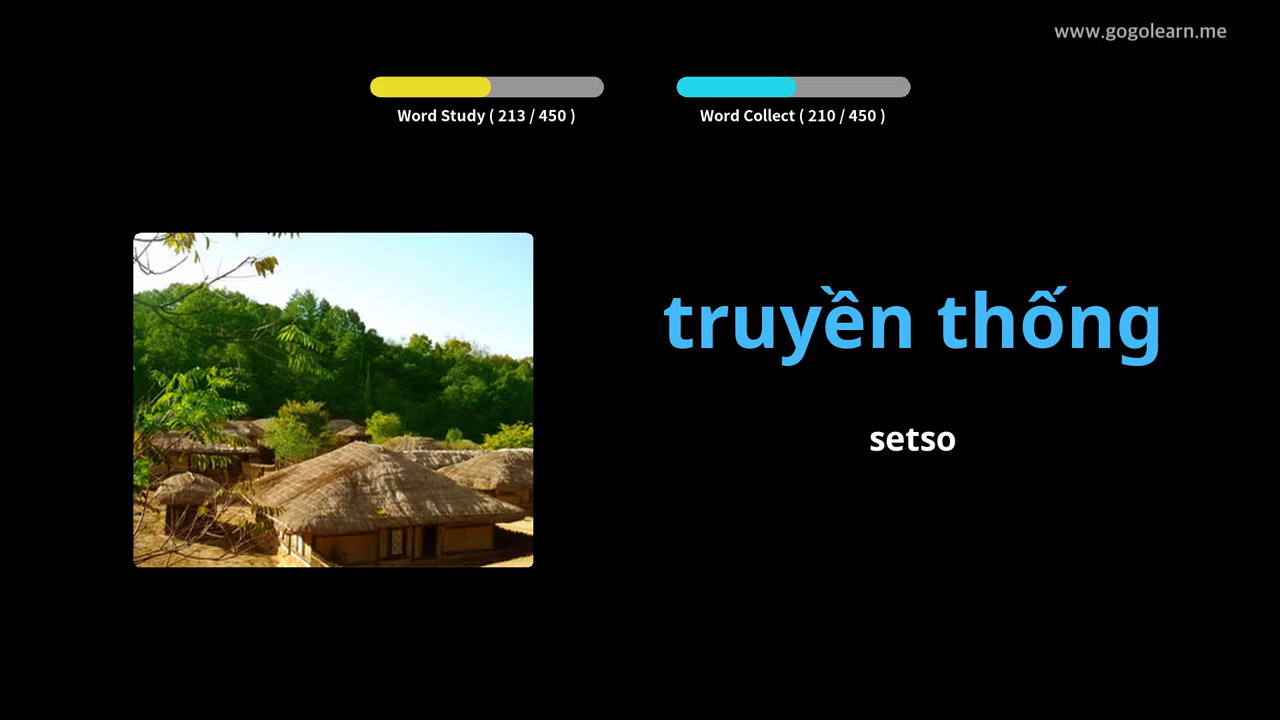 www.gogolearn.me
Word Study ( 213 / 450 )
Word Collect ( 210 / 450 )
truyền thống
setso